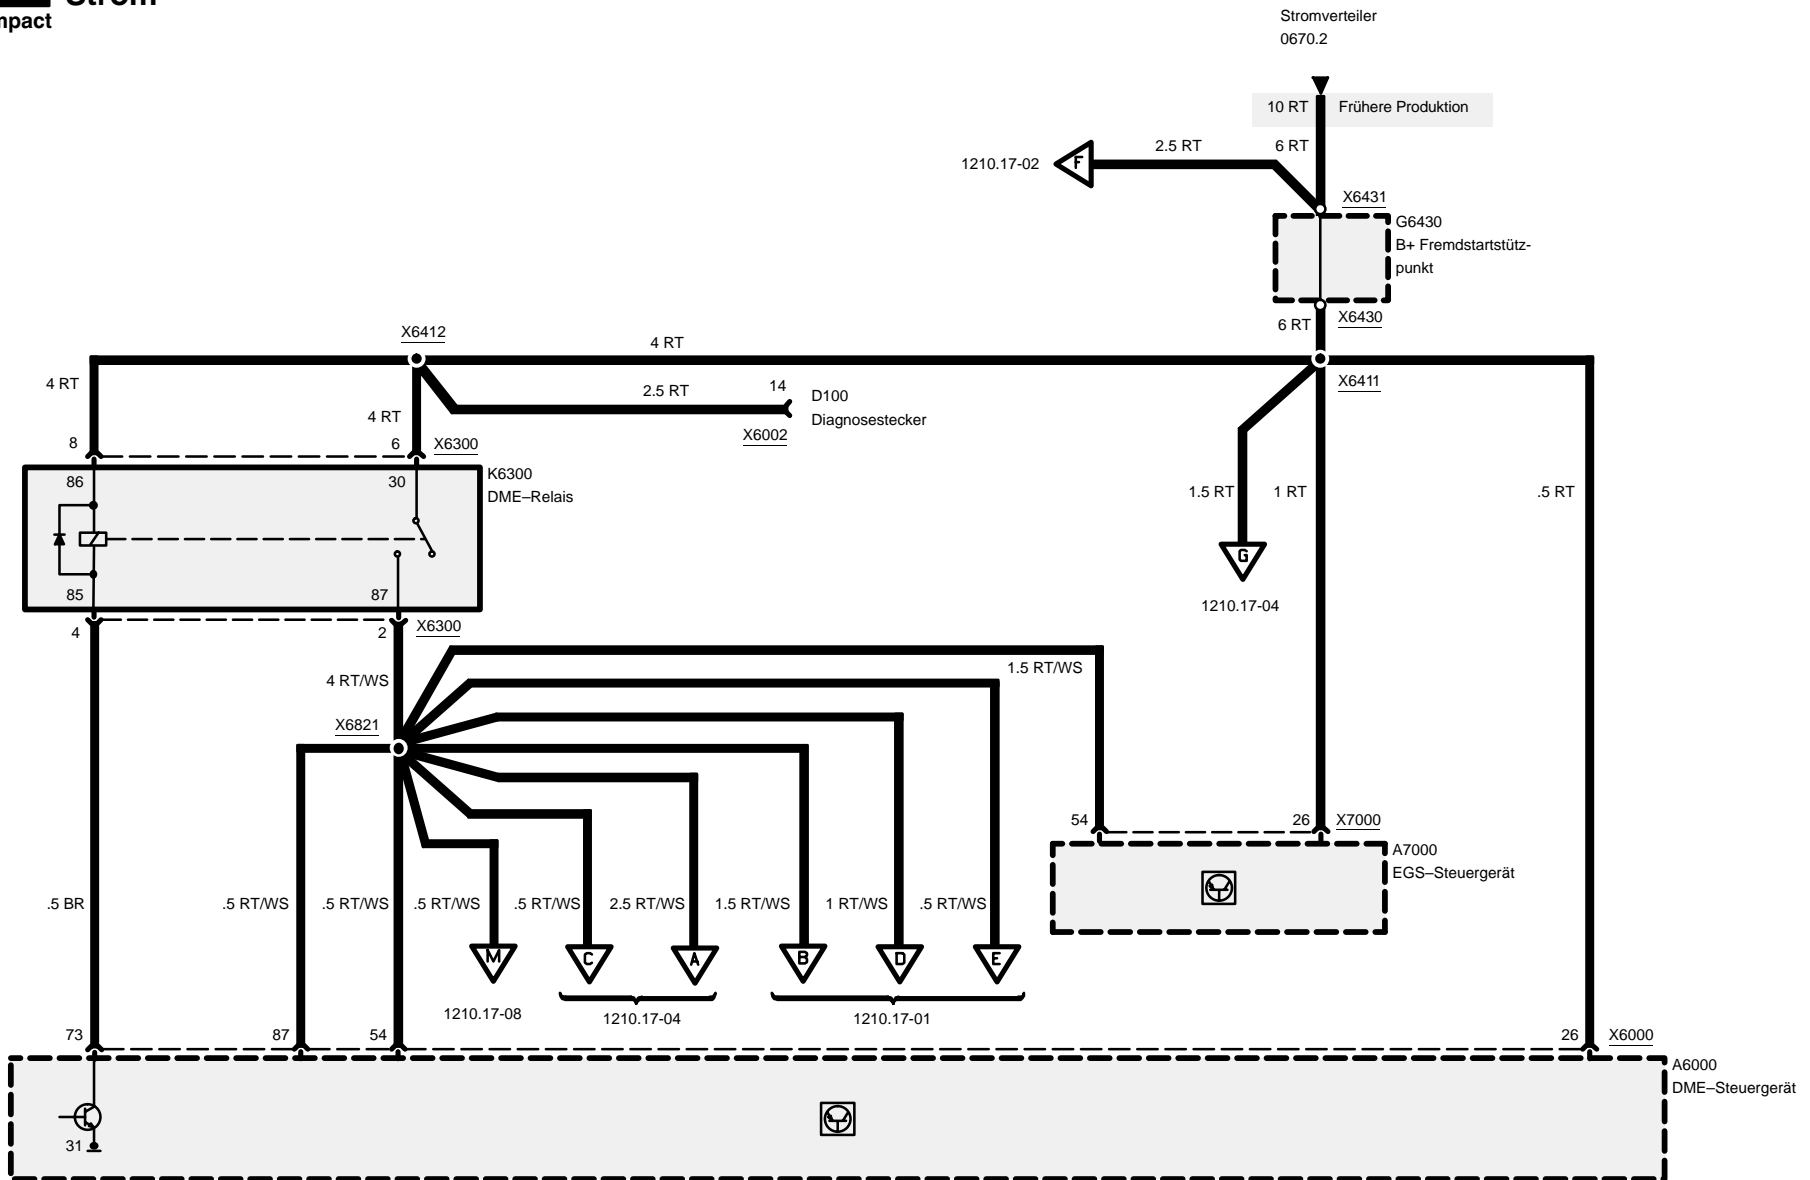 Strom
mpact
Stromverteiler
0670.2
10 RT
Frühere Produktion
1210.17-02
F
2.5 RT
6 RT
X6431
G6430
B+ Fremdstartstütz-
punkt
6 RT
X6430
X6412
4 RT
X6411
4 RT
2.5 RT
14
D100
Diagnosestecker
4 RT
X6002
8
6
X6300
K6300
DME–Relais
86
30
1.5 RT
1 RT
.5 RT
G
85
87
1210.17-04
4
2
X6300
1.5 RT/WS
4 RT/WS
X6821
54
26
X7000
A7000
EGS–Steuergerät
.5 BR
.5 RT/WS
.5 RT/WS
.5 RT/WS
.5 RT/WS
2.5 RT/WS
1.5 RT/WS
1 RT/WS
.5 RT/WS
M
C
A
B
D
E
1210.17-08
1210.17-04
1210.17-01
73
87
54
26
X6000
A6000
DME–Steuergerät
31